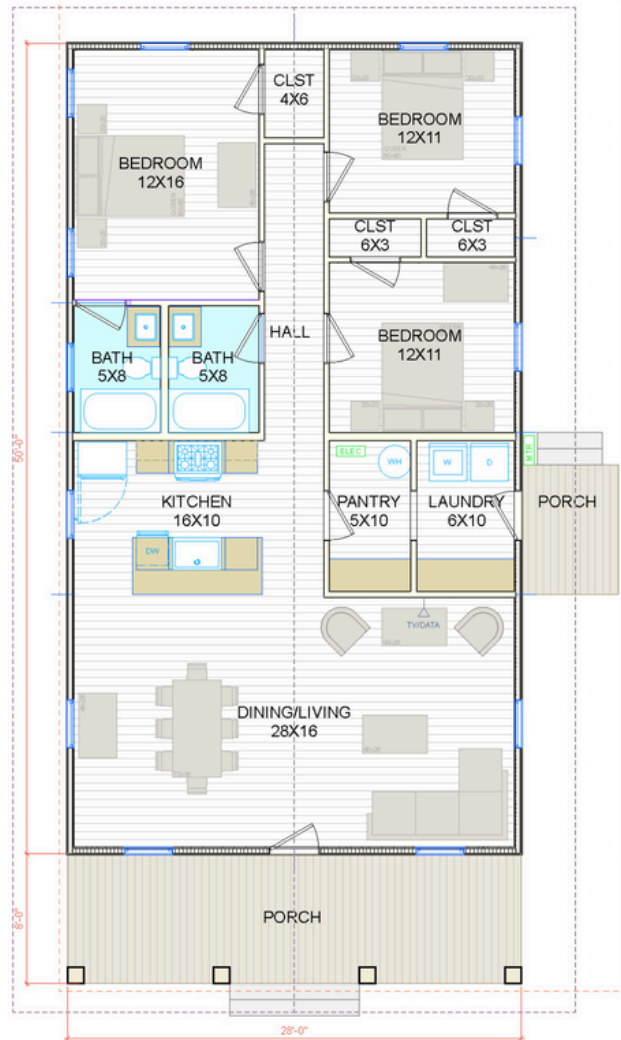 CLST
4X6
BEDROOM
12X11
BEDROOM
12X16
QUEEN
CLST
6X3
CLST
6X3
HALL
BEDROOM
12X11
BATH
5X8
BATH
5X8
50'-0"
ELEC
WH
W
D
MTR
KITCHEN
16X10
PANTRY
5X10
LAUNDRY
6X10
PORCH
DW
TV/DATA
DINING/LIVING
28X16
PORCH
8'-0"
28'-0"